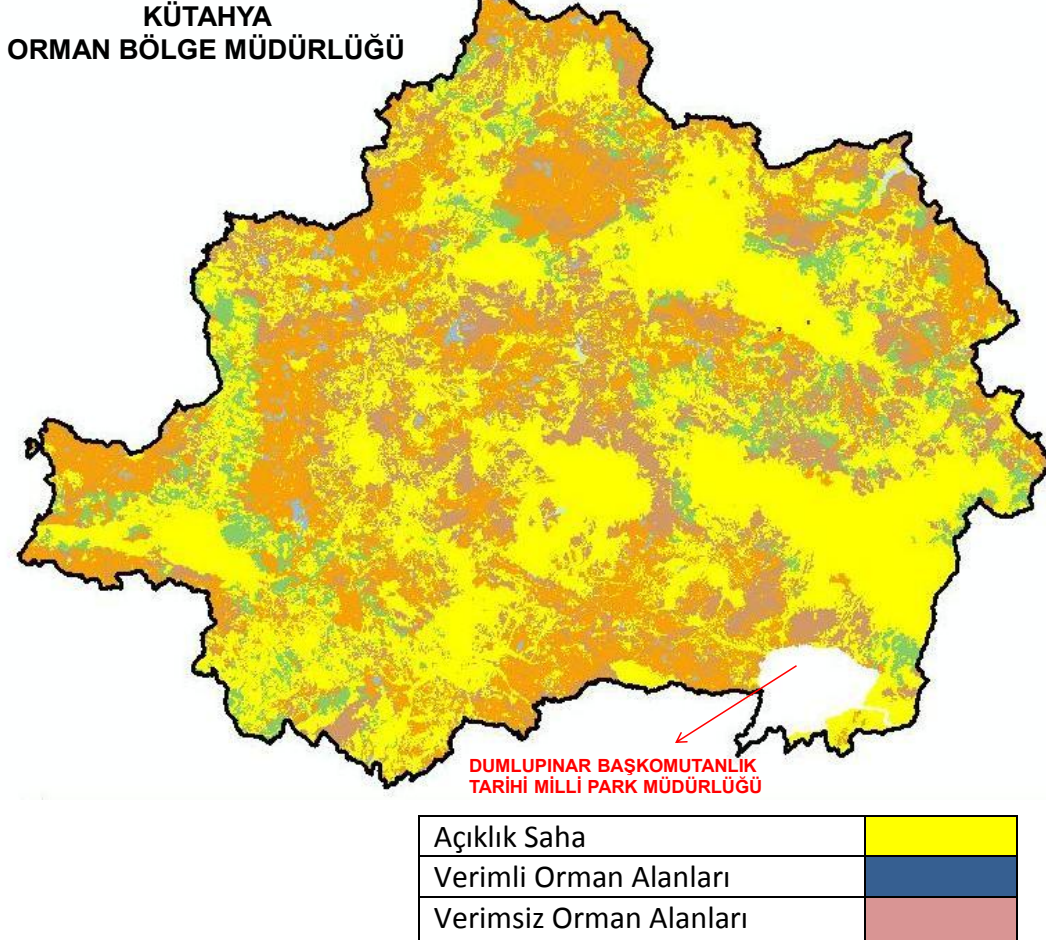 KÜTAHYA
ORMAN BÖLGE MÜDÜRLÜĞÜ
DUMLUPINAR BAŞKOMUTANLIK
TARİHİ MİLLİ PARK MÜDÜRLÜĞÜ
Açıklık Saha
Verimli Orman Alanları
Verimsiz Orman Alanları